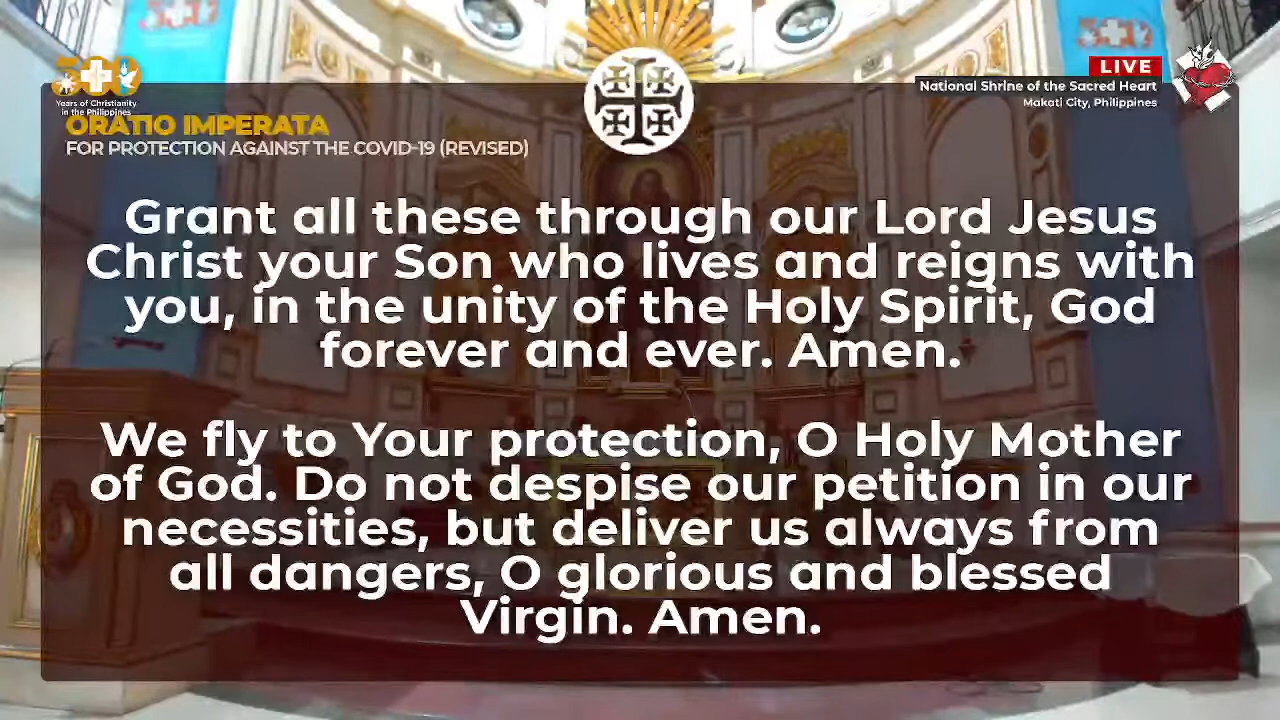 500
Years of Christianity
in the Philippines
LIVE
National Shrine of the Sacred Heart
Makati City, Philippines
ORATIO IMPERATA
FOR PROTECTION AGAINST THE COVID-19 (REVISED)
Grant all these through our Lord Jesus
Christ your Son who lives and reigns with
you, in the unity of the Holy Spirit, God
forever and ever. Amen.
We fly to Your protection, O Holy Mother
of God. Do not despise our petition in our
necessities, but deliver us always from
all dangers, O glorious and blessed
Virgin. Amen.